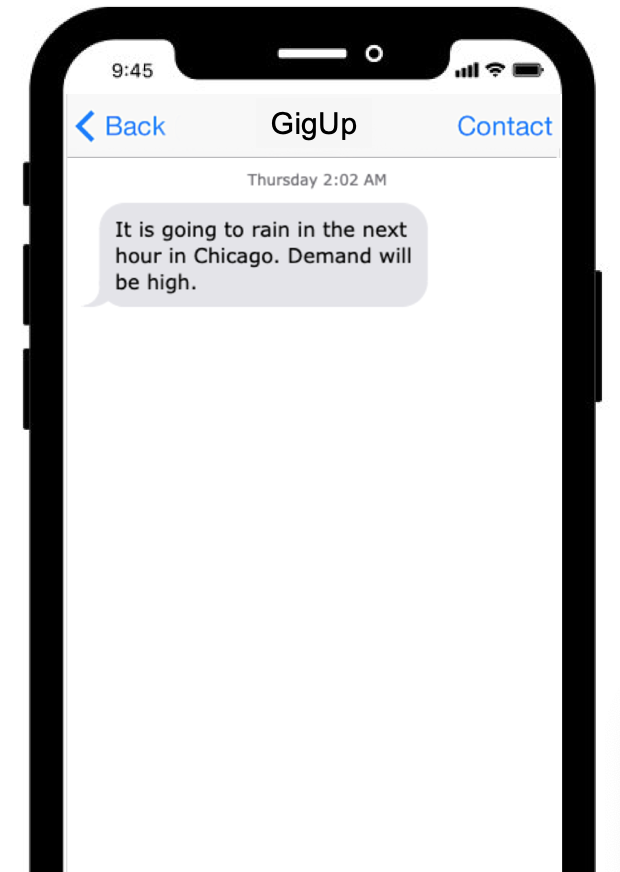 9:45
Back GigUp Contact
Thursday 2:02 AM
It is going to rain in the next
hour in Chicago. Demand will
be high.